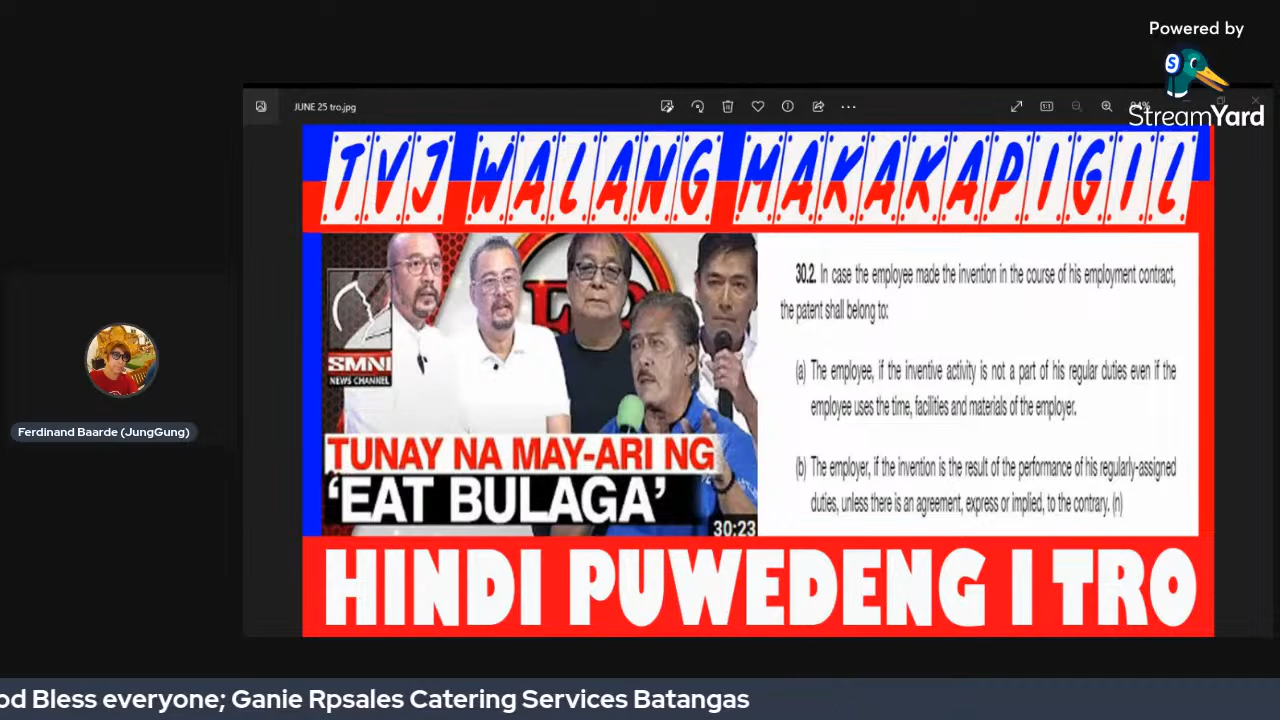 Powered by
S
StreamYard
JUNE 25 tro.jpg
TVJ WALANG MAKAKAPIGIL
30.2. In case the employee made the invention in the course of his employment contract,
the patent shall belong to:
(a) The employee, if the inventive activity is not a part of his regular duties even if the
employee uses the time, facilities and materials of the employer.
(b) The employer, if the invention is the result of the performance of his regularly-assigned
duties, unless there is an agreement, express or implied, to the contrary. (n)
SMNI
NEWS CHANNEL
TUNAY NA MAY-ARI NG
'EAT BULAGA'
30:23
HINDI PUWEDENG I TRO
Ferdinand Baarde (JungGung)
od Bless everyone; Ganie Rpsales Catering Services Batangas